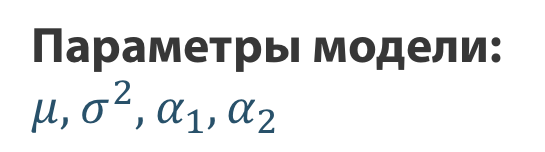 Параметры модели:
μ, σ², α₁, α₂